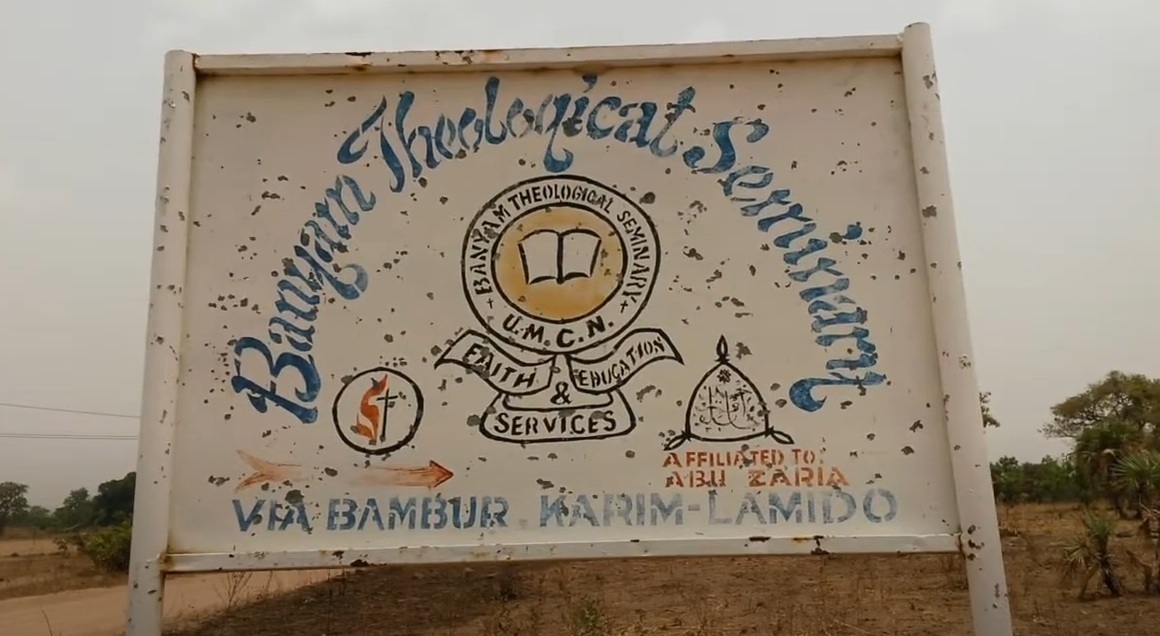 Banyam Theological Seminary
BANYAM THEOLOGICAL SEMINARY
U.M.C.N.
FAITH
&
EDUCATION
SERVICES
AFFILIATED TO:
ABU ZARIA
VIA BAMBUR, KARIM-LAMIDO